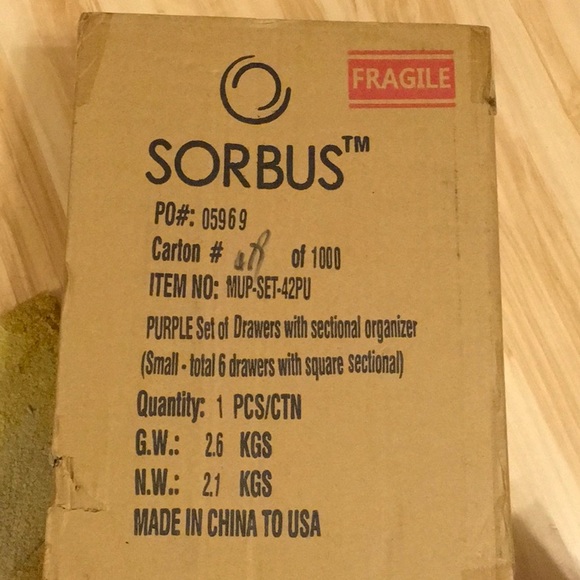 FRAGILE
SORBUS™
PO#: 05969
Carton # of 1000
ITEM NO: MUP-SET-42PU
PURPLE Set of Drawers with sectional organizer
(Small - total 6 drawers with square sectional)
Quantity: 1 PCS/CTN
G.W.: 2.6 KGS
N.W.: 2.1 KGS
MADE IN CHINA TO USA